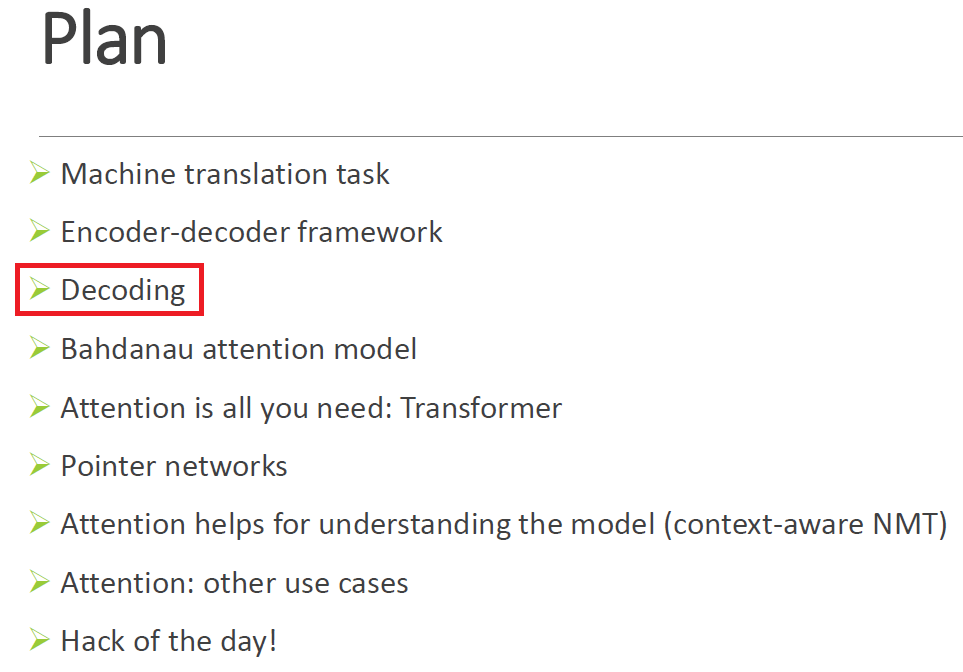 Plan
Machine translation task
Encoder-decoder framework
Decoding
Bahdanau attention model
Attention is all you need: Transformer
Pointer networks
Attention helps for understanding the model (context-aware NMT)
Attention: other use cases
Hack of the day!